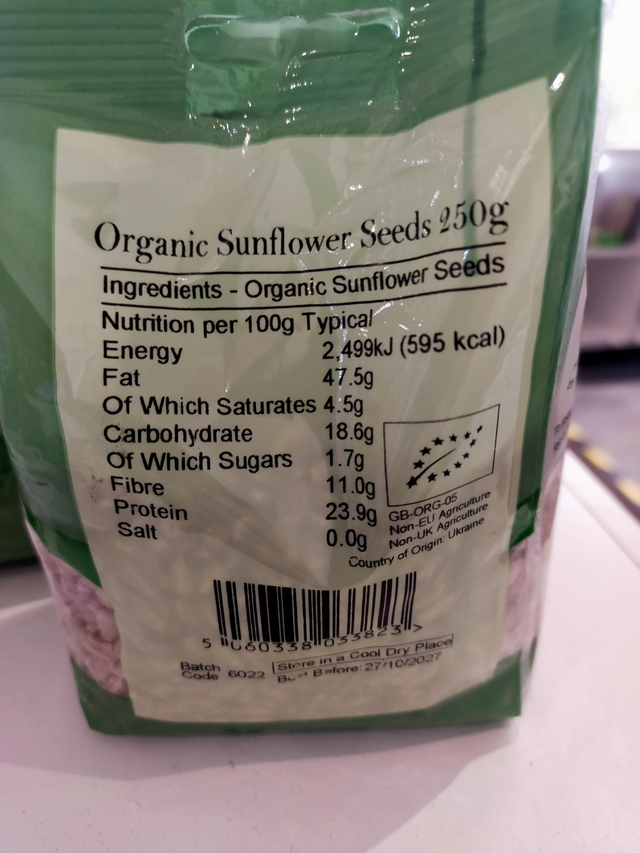 Organic Sunflower Seeds 250g
Ingredients - Organic Sunflower Seeds
Nutrition per 100g Typical
Energy 2,499kJ (595 kcal)
Fat 47.5g
Of Which Saturates 4.5g
Carbohydrate 18.6g
Of Which Sugars 1.7g
Fibre 11.0g
Protein 23.9g
Salt 0.0g
GB-ORG-05
Non-EU Agriculture
Non-UK Agriculture
Country of Origin: Ukraine
5 060338 033823 >
Batch
Code 6022
Store in a Cool Dry Place
Best Before: 27/10/2027